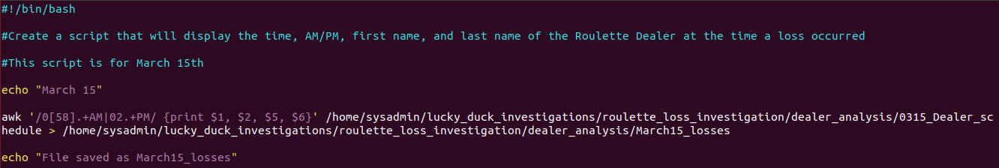 #!/bin/bash
#Create a script that will display the time, AM/PM, first name, and last name of the Roulette Dealer at the time a loss occurred
#This script is for March 15th
echo "March 15"
awk '/0[58].+AM|02.+PM/ {print $1, $2, $5, $6}' /home/sysadmin/lucky_duck_investigations/roulette_loss_investigation/dealer_analysis/0315_Dealer_sc
hedule > /home/sysadmin/lucky_duck_investigations/roulette_loss_investigation/dealer_analysis/March15_losses
echo "File saved as March15_losses"